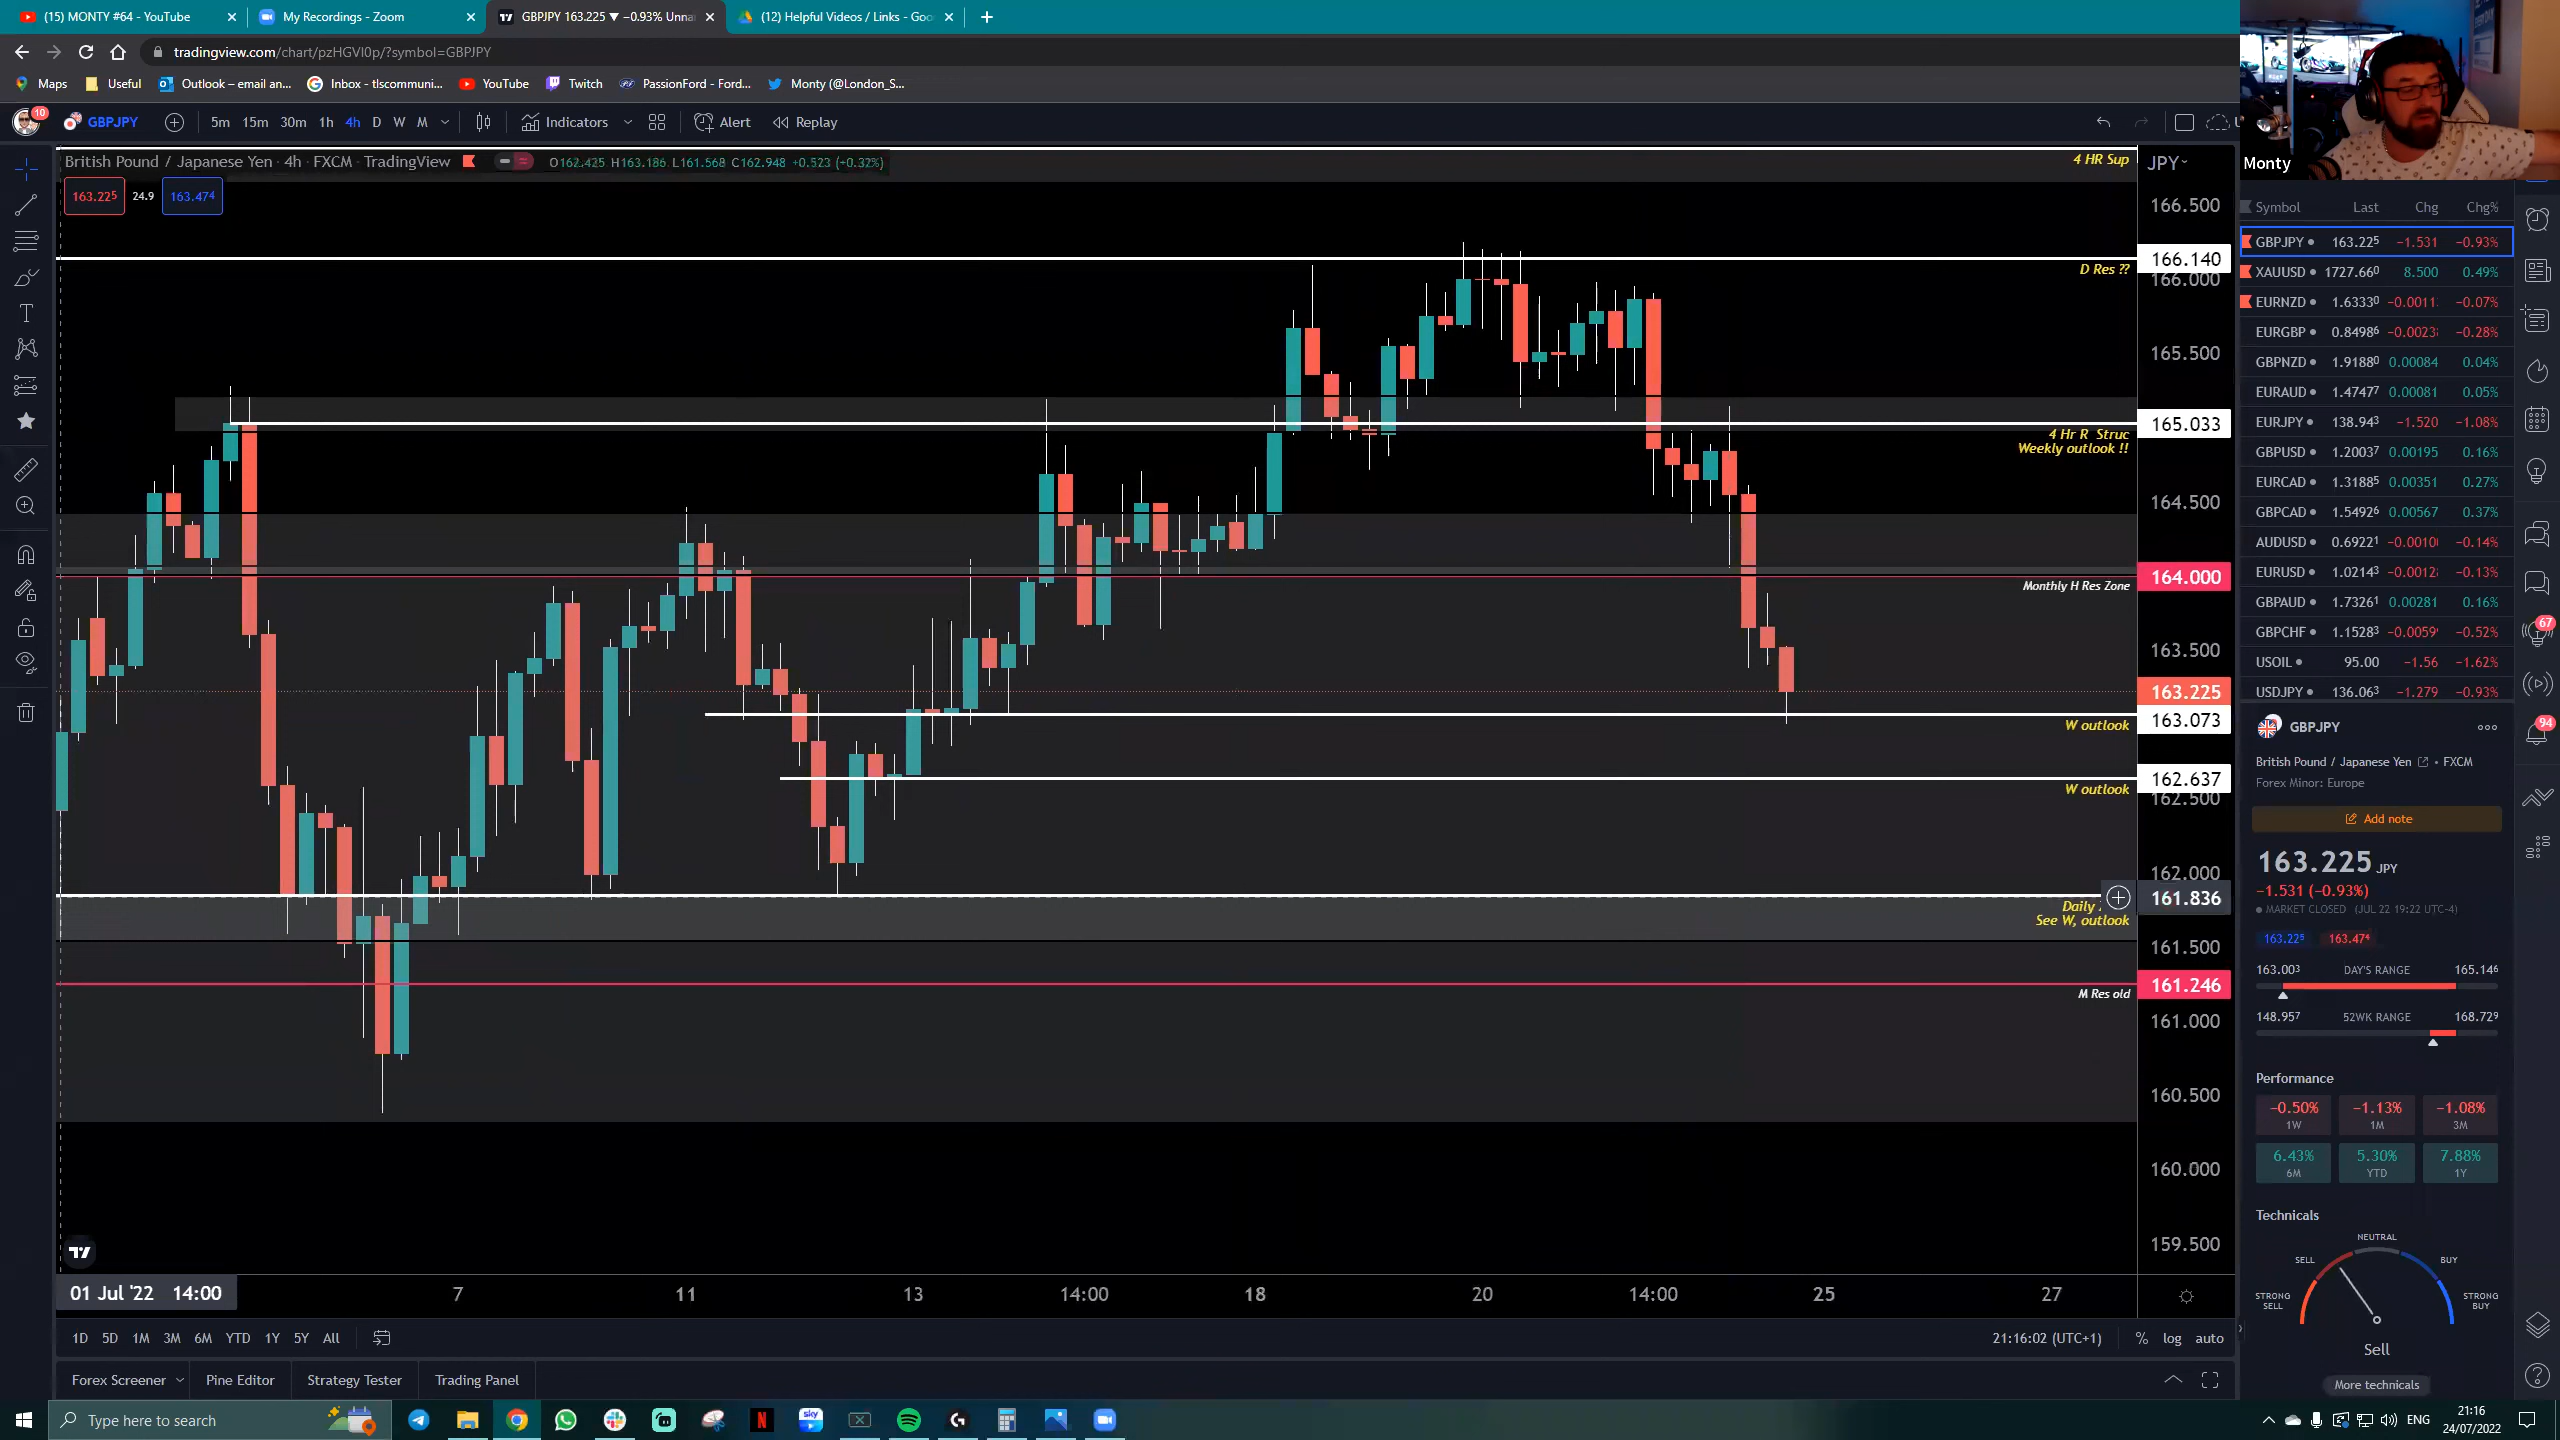 (15) MONTY #64 - YouTube
My Recordings - Zoom
GBPJPY 163.225 ▼ −0.93% Unna
(12) Helpful Videos / Links - Goo
tradingview.com/chart/pzHGVI0p/?symbol=GBPJPY
Maps
Useful
Outlook – email an...
Inbox - tlscommuni...
YouTube
Twitch
PassionFord - Ford...
Monty (@London_S...
10
GBPJPY
5m 15m 30m 1h 4h D W M
Indicators
Alert
Replay
British Pound / Japanese Yen · 4h · FXCM · TradingView
O162.425 H163.186 L161.568 C162.948 +0.523 (+0.32%)
163.225
24.9
163.474
4 HR Sup
D Res ??
4 Hr R Struc
Weekly outlook !!
Monthly H Res Zone
W outlook
W outlook
Daily
See W, outlook
M Res old
JPY
166.500
166.140
166.000
165.500
165.033
164.500
164.000
163.500
163.225
163.073
162.637
162.500
162.000
161.836
161.500
161.246
161.000
160.500
160.000
159.500
01 Jul '22 14:00
7
11
13
14:00
18
20
14:00
25
27
1D 5D 1M 3M 6M YTD 1Y 5Y All
21:16:02 (UTC+1)
% log auto
Forex Screener
Pine Editor
Strategy Tester
Trading Panel
Monty
Symbol Last Chg Chg%
GBPJPY 163.225 −1.531 −0.93%
XAUUSD 1727.660 8.500 0.49%
EURNZD 1.63330 −0.0011 −0.07%
EURGBP 0.84986 −0.0023 −0.28%
GBPNZD 1.91880 0.00084 0.04%
EURAUD 1.47477 0.00081 0.05%
EURJPY 138.943 −1.520 −1.08%
GBPUSD 1.20037 0.00195 0.16%
EURCAD 1.31885 0.00351 0.27%
GBPCAD 1.54926 0.00567 0.37%
AUDUSD 0.69221 −0.0010 −0.14%
EURUSD 1.02143 −0.0012 −0.13%
GBPAUD 1.73261 0.00281 0.16%
GBPCHF 1.15283 −0.0059 −0.52%
USOIL 95.00 −1.56 −1.62%
USDJPY 136.063 −1.279 −0.93%
67
94
GBPJPY
British Pound / Japanese Yen • FXCM
Forex Minor: Europe
Add note
163.225 JPY
−1.531 (−0.93%)
MARKET CLOSED (JUL 22 19:22 UTC-4)
163.225 163.474
163.003 DAY'S RANGE 165.146
148.957 52WK RANGE 168.729
Performance
−0.50% −1.13% −1.08%
1W 1M 3M
6.43% 5.30% 7.88%
6M YTD 1Y
Technicals
NEUTRAL
SELL BUY
STRONG SELL
STRONG BUY
Sell
More technicals
Type here to search
sky
ENG
21:16
24/07/2022